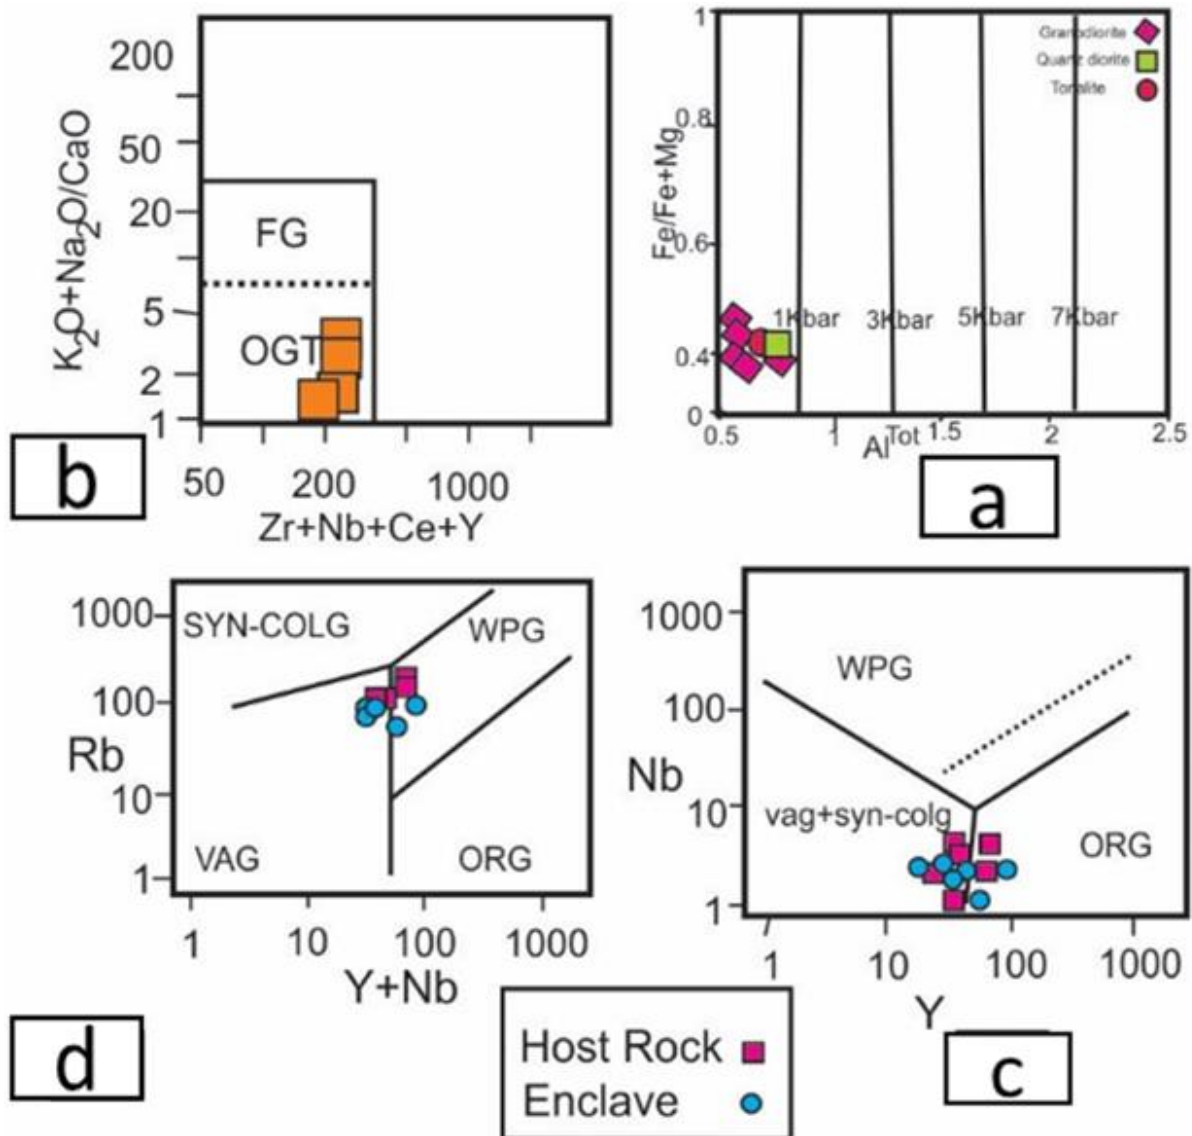 200
50
20
5
2
1
K2O+Na2O/CaO
FG
OGT
50 200 1000
Zr+Nb+Ce+Y
b
1
0.8
0.6
0.4
0
Fe/Fe+Mg
Granodiorite
Quartz diorite
Tonalite
1Kbar 3Kbar 5Kbar 7Kbar
0.5 1 1.5 2 2.5
AlTot
a
1000
100
10
1
Rb
SYN-COLG
WPG
VAG
ORG
1 10 100 1000
Y+Nb
d
1000
100
10
1
Nb
WPG
vag+syn-colg
ORG
1 10 100 1000
Y
c
Host Rock
Enclave